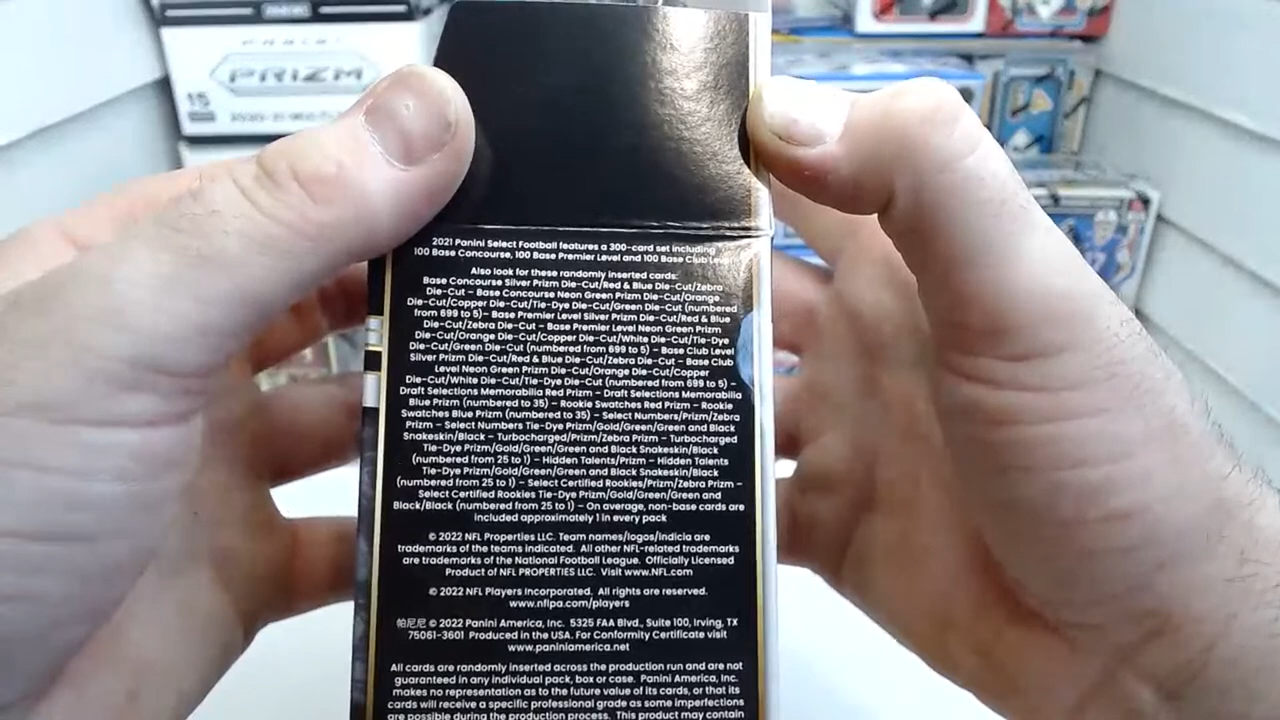 PRIZM
15
2021 Panini Select Football features a 300-card set including
100 Base Concourse, 100 Base Premier Level and 100 Base Club Level
Also look for these randomly inserted cards:
Base Concourse Silver Prizm Die-Cut/Red & Blue Die-Cut/Zebra
Die-Cut – Base Concourse Neon Green Prizm Die-Cut/Orange
Die-Cut/Copper Die-Cut/Tie-Dye Die-Cut/Green Die-Cut (numbered
from 699 to 5)– Base Premier Level Silver Prizm Die-Cut/Red & Blue
Die-Cut/Zebra Die-Cut – Base Premier Level Neon Green Prizm
Die-Cut/Orange Die-Cut/Copper Die-Cut/White Die-Cut/Tie-Dye
Die-Cut/Green Die-Cut (numbered from 699 to 5) – Base Club Level
Silver Prizm Die-Cut/Red & Blue Die-Cut/Zebra Die-Cut – Base Club
Level Neon Green Prizm Die-Cut/Orange Die-Cut/Copper
Die-Cut/White Die-Cut/Tie-Dye Die-Cut (numbered from 699 to 5) –
Draft Selections Memorabilia Red Prizm – Draft Selections Memorabilia
Blue Prizm (numbered to 35) – Rookie Swatches Red Prizm – Rookie
Swatches Blue Prizm (numbered to 35) – Select Numbers/Prizm/Zebra
Prizm – Select Numbers Tie-Dye Prizm/Gold/Green/Green and Black
Snakeskin/Black – Turbocharged/Prizm/Zebra Prizm – Turbocharged
Tie-Dye Prizm/Gold/Green/Green and Black Snakeskin/Black
(numbered from 25 to 1) – Hidden Talents/Prizm – Hidden Talents
Tie-Dye Prizm/Gold/Green/Green and Black Snakeskin/Black
(numbered from 25 to 1) – Select Certified Rookies/Prizm/Zebra Prizm –
Select Certified Rookies Tie-Dye Prizm/Gold/Green/Green and
Black/Black (numbered from 25 to 1) – On average, non-base cards are
included approximately 1 in every pack
© 2022 NFL Properties LLC. Team names/logos/indicia are
trademarks of the teams indicated. All other NFL-related trademarks
are trademarks of the National Football League. Officially Licensed
Product of NFL PROPERTIES LLC. Visit www.NFL.com
© 2022 NFL Players Incorporated. All rights are reserved.
www.nflpa.com/players
帕尼尼 © 2022 Panini America, Inc. 5325 FAA Blvd., Suite 100, Irving, TX
75061-3601 Produced in the USA. For Conformity Certificate visit
www.paniniamerica.net
All cards are randomly inserted across the production run and are not
guaranteed in any individual pack, box or case. Panini America, Inc.
makes no representation as to the future value of its cards, or that its
cards will receive a specific professional grade as some imperfections
are possible during the production process. This product may contain